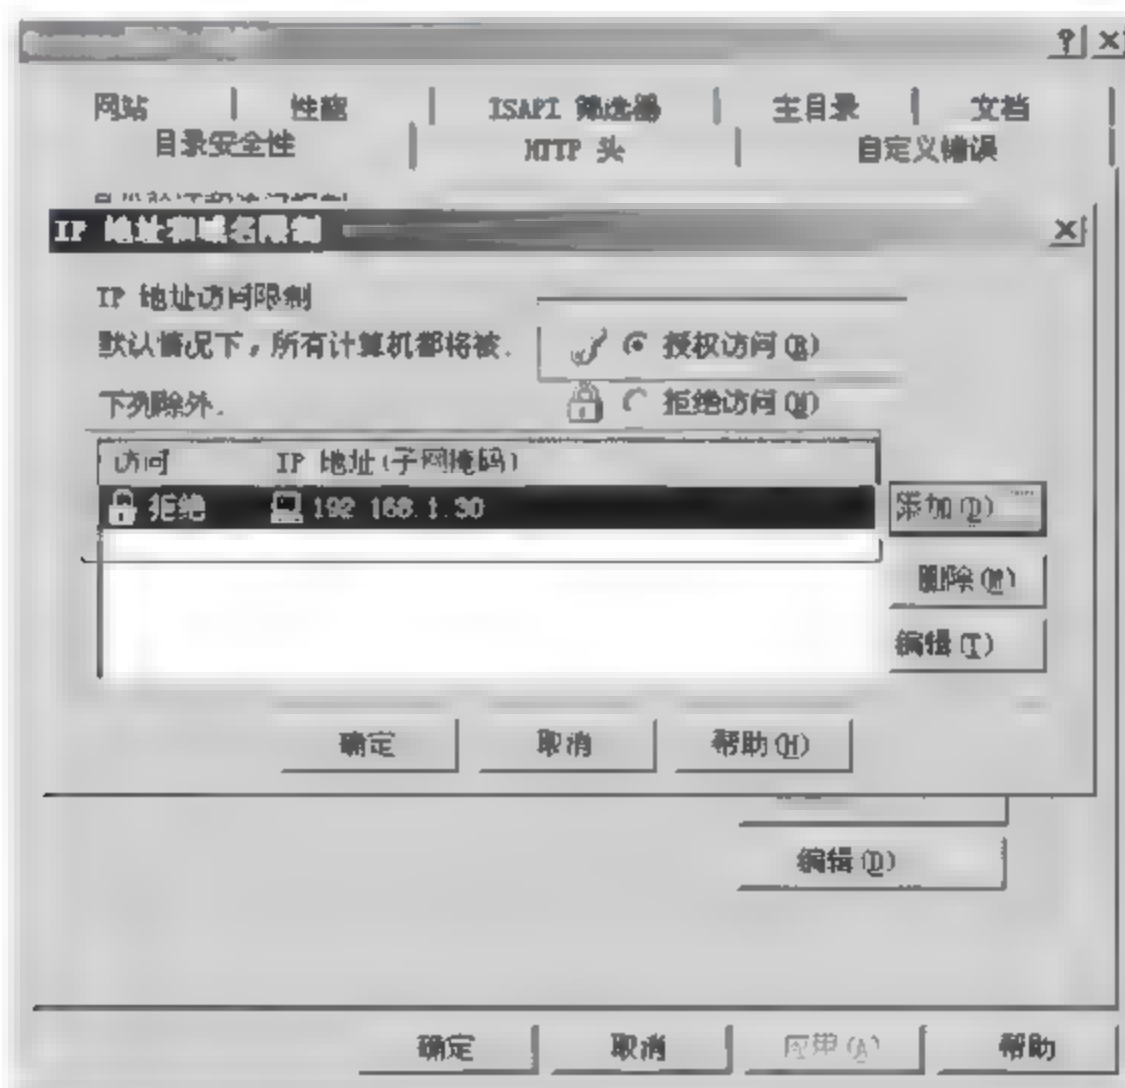 网站 性能 ISAPI 筛选器 主目录 文档
目录安全性 HTTP 头 自定义错误
IP 地址和域名限制
IP 地址访问限制
默认情况下，所有计算机都将被: 授权访问(R)
下列除外: 拒绝访问(N)
访问 IP 地址(子网掩码)
拒绝 192.168.1.30
添加(D)
删除(M)
编辑(T)
确定 取消 帮助(H)
编辑(D)
确定 取消 应用(A) 帮助